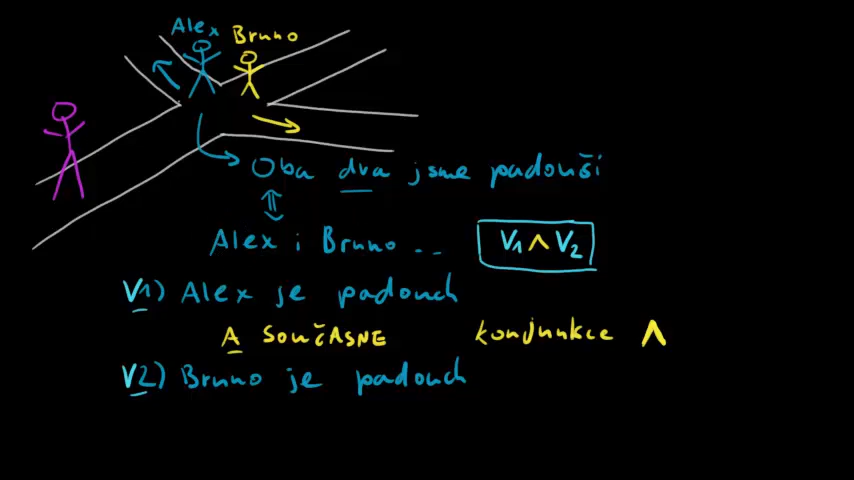 Alex Bruno
Oba dva jsme padouši
⇕
Alex i Bruno .. V1 ∧ V2
V1) Alex je padouch
A SOUČASNE konjunkce ∧
V2) Bruno je padouch